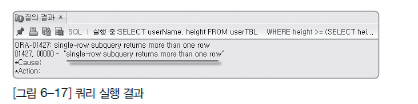 질의 결과 ×
SQL | 실행 중:SELECT userName, height FROM userTBL WHERE height >= (SELECT hei...
ORA-01427: single-row subquery returns more than one row
01427, 00000 - "single-row subquery returns more than one row"
*Cause:
*Action:
[그림 6-17] 쿼리 실행 결과